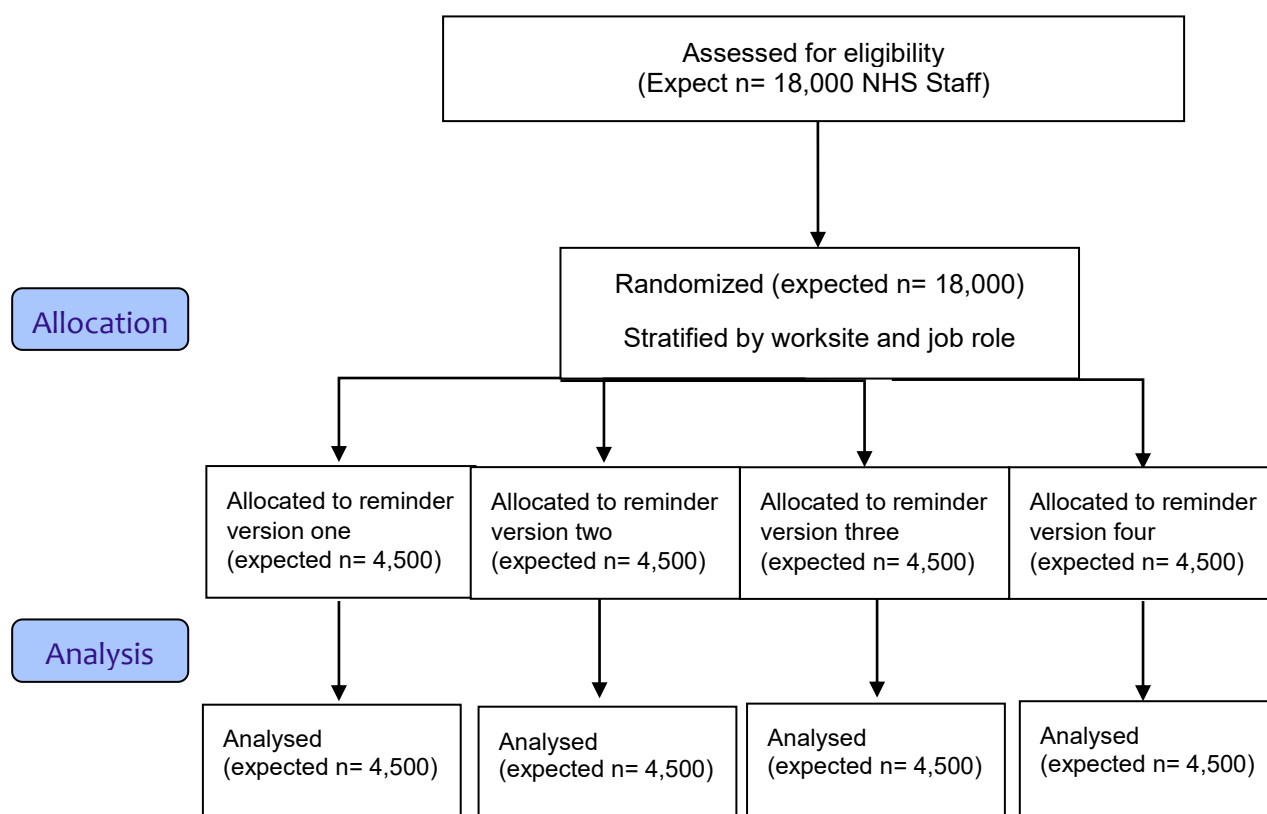 Assessed for eligibility
(Expect n= 18,000 NHS Staff)
Allocation
Randomized (expected n= 18,000)
Stratified by worksite and job role
Allocated to reminder
version one
(expected n= 4,500)
Allocated to reminder
version two
(expected n= 4,500)
Allocated to reminder
version three
(expected n= 4,500)
Allocated to reminder
version four
(expected n= 4,500)
Analysis
Analysed
(expected n= 4,500)
Analysed
(expected n= 4,500)
Analysed
(expected n= 4,500)
Analysed
(expected n= 4,500)